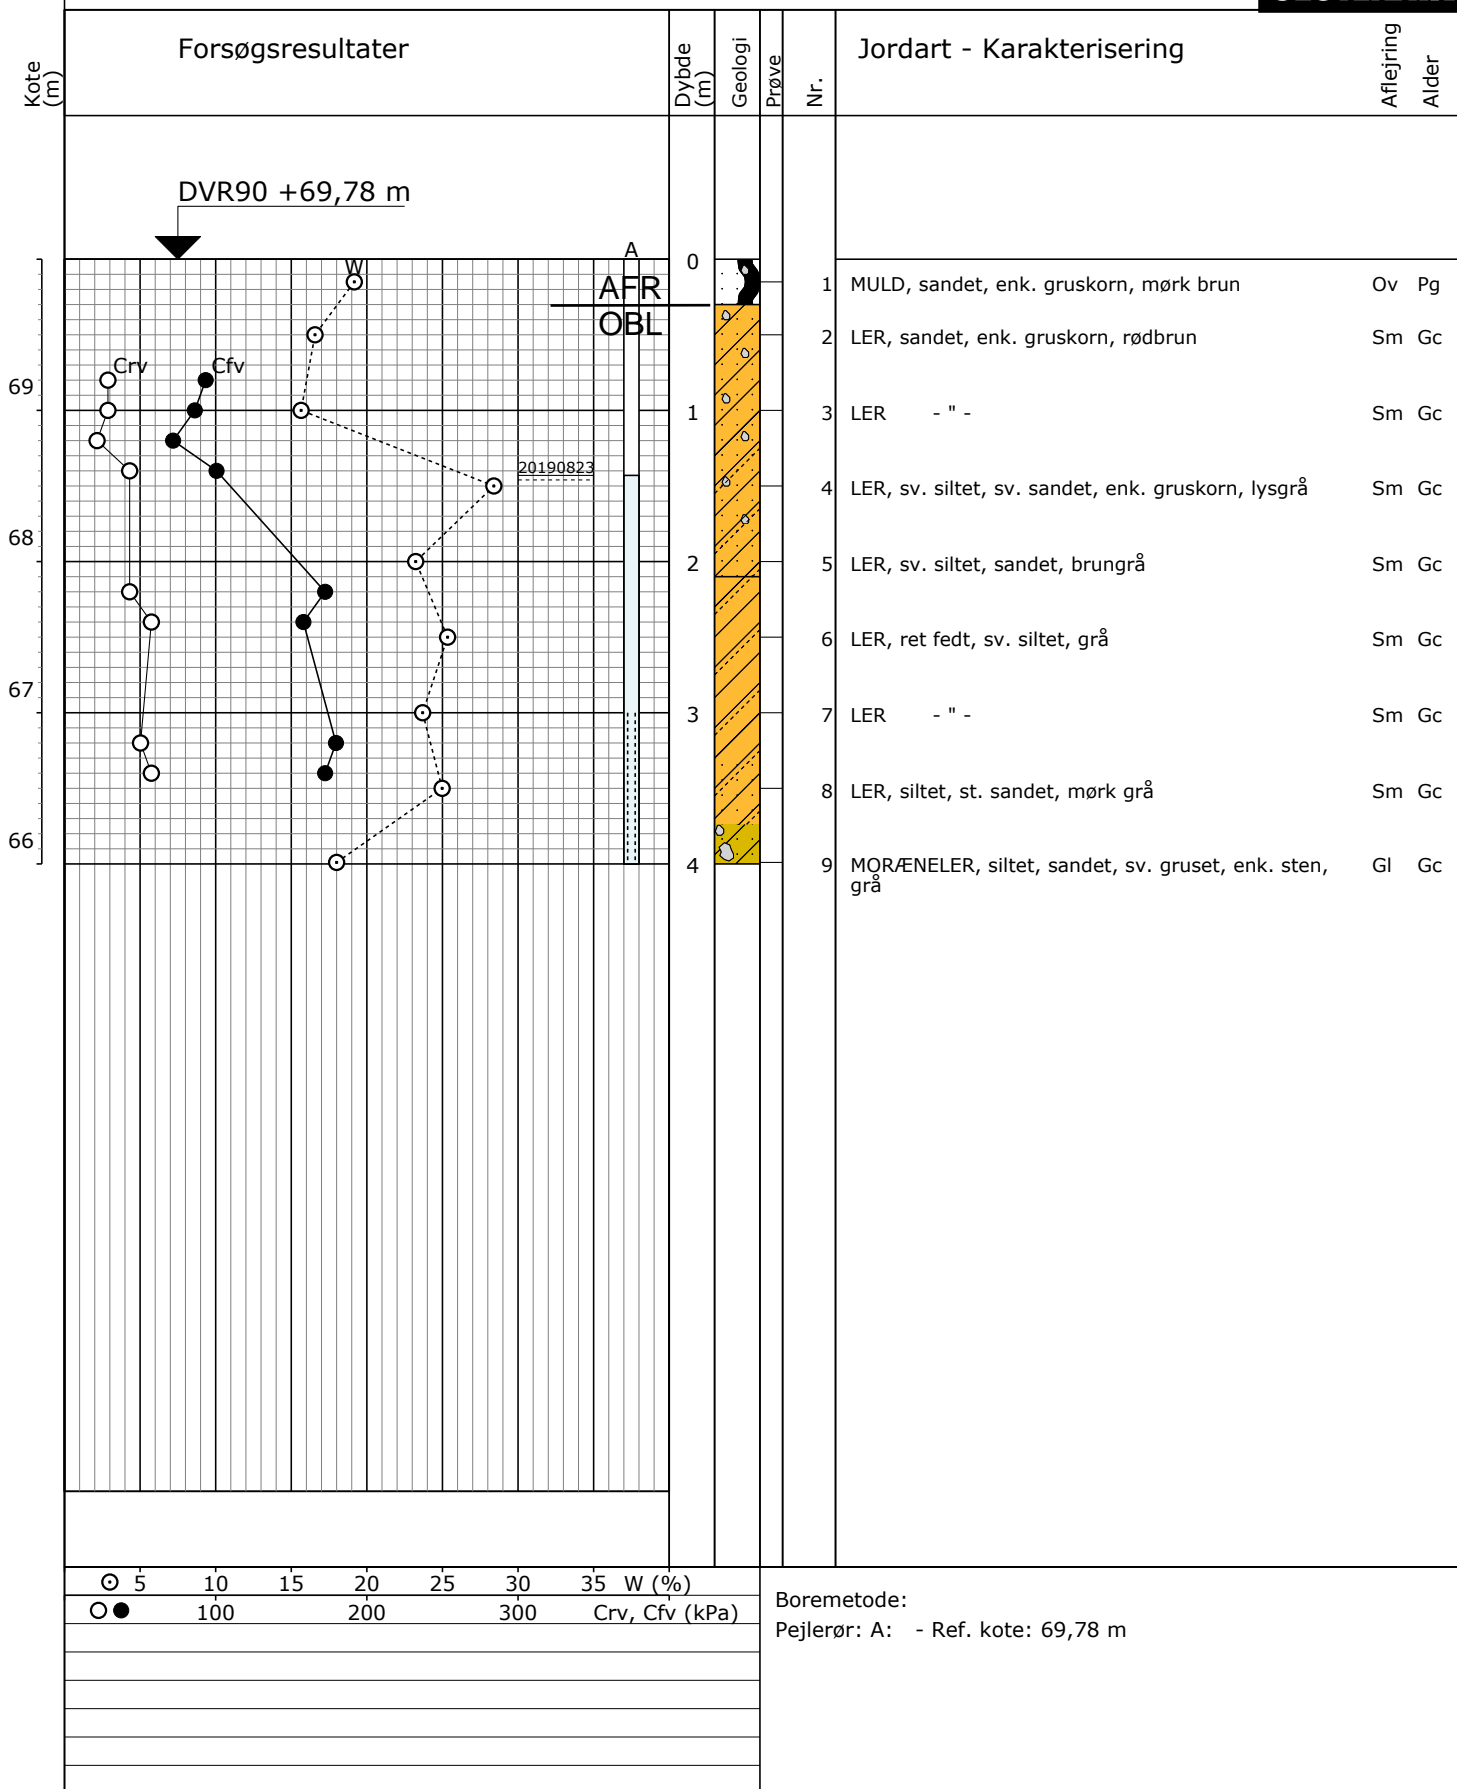 Forsøgsresultater
Jordart - Karakterisering
Kote (m)
Dybde (m)
Geologi
Prøve
Nr.
Aflejring
Alder
DVR90 +69,78 m
A
W
0
AFR
1 MULD, sandet, enk. gruskorn, mørk brun Ov Pg
OBL
2 LER, sandet, enk. gruskorn, rødbrun Sm Gc
Crv
Cfv
69
1
3 LER - " - Sm Gc
20190823
4 LER, sv. siltet, sv. sandet, enk. gruskorn, lysgrå Sm Gc
68
2
5 LER, sv. siltet, sandet, brungrå Sm Gc
6 LER, ret fedt, sv. siltet, grå Sm Gc
67
3
7 LER - " - Sm Gc
8 LER, siltet, st. sandet, mørk grå Sm Gc
66
4
9 MORÆNELER, siltet, sandet, sv. gruset, enk. sten, Gl Gc
grå
5 10 15 20 25 30 35 W (%)
100 200 300 Crv, Cfv (kPa)
Boremetode:
Pejlerør: A: - Ref. kote: 69,78 m